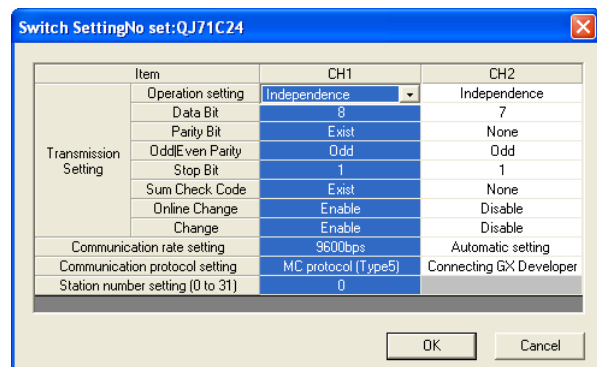 Switch SettingNo set:QJ71C24
Item CH1 CH2
Operation setting Independence Independence
Data Bit 8 7
Parity Bit Exist None
Transmission Setting Odd|Even Parity Odd Odd
Stop Bit 1 1
Sum Check Code Exist None
Online Change Enable Disable
Change Enable Disable
Communication rate setting 9600bps Automatic setting
Communication protocol setting MC protocol (Type5) Connecting GX Developer
Station number setting (0 to 31) 0
OK Cancel